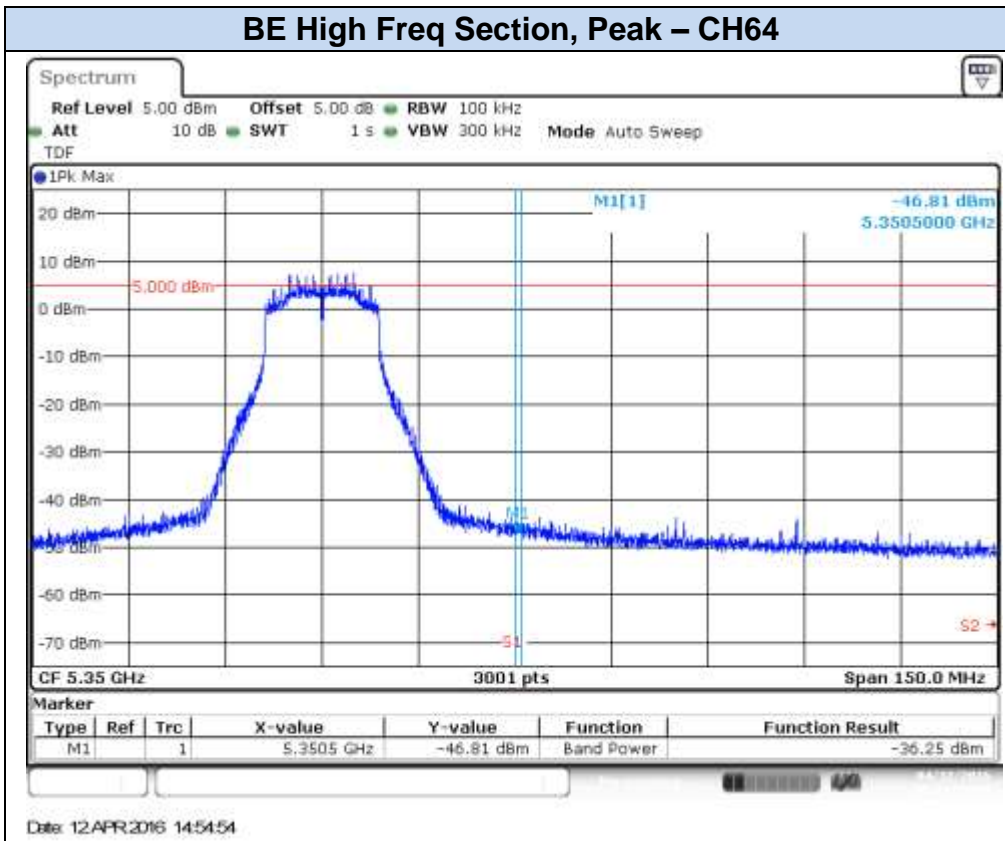 BE High Freq Section, Peak – CH64
Spectrum
Ref Level 5.00 dBm Offset 5.00 dB RBW 100 kHz
Att 10 dB SWT 1 s VBW 300 kHz Mode Auto Sweep
TDF
1Pk Max
M1[1] -46.81 dBm
5.3505000 GHz
20 dBm
10 dBm
5.000 dBm
0 dBm
-10 dBm
-20 dBm
-30 dBm
-40 dBm
M1
-60 dBm
S2
-70 dBm
S1
CF 5.35 GHz 3001 pts Span 150.0 MHz
Marker
Type Ref Trc X-value Y-value Function Function Result
M1 1 5.3505 GHz -46.81 dBm Band Power -36.25 dBm
Date: 12.APR.2016 14:54:54